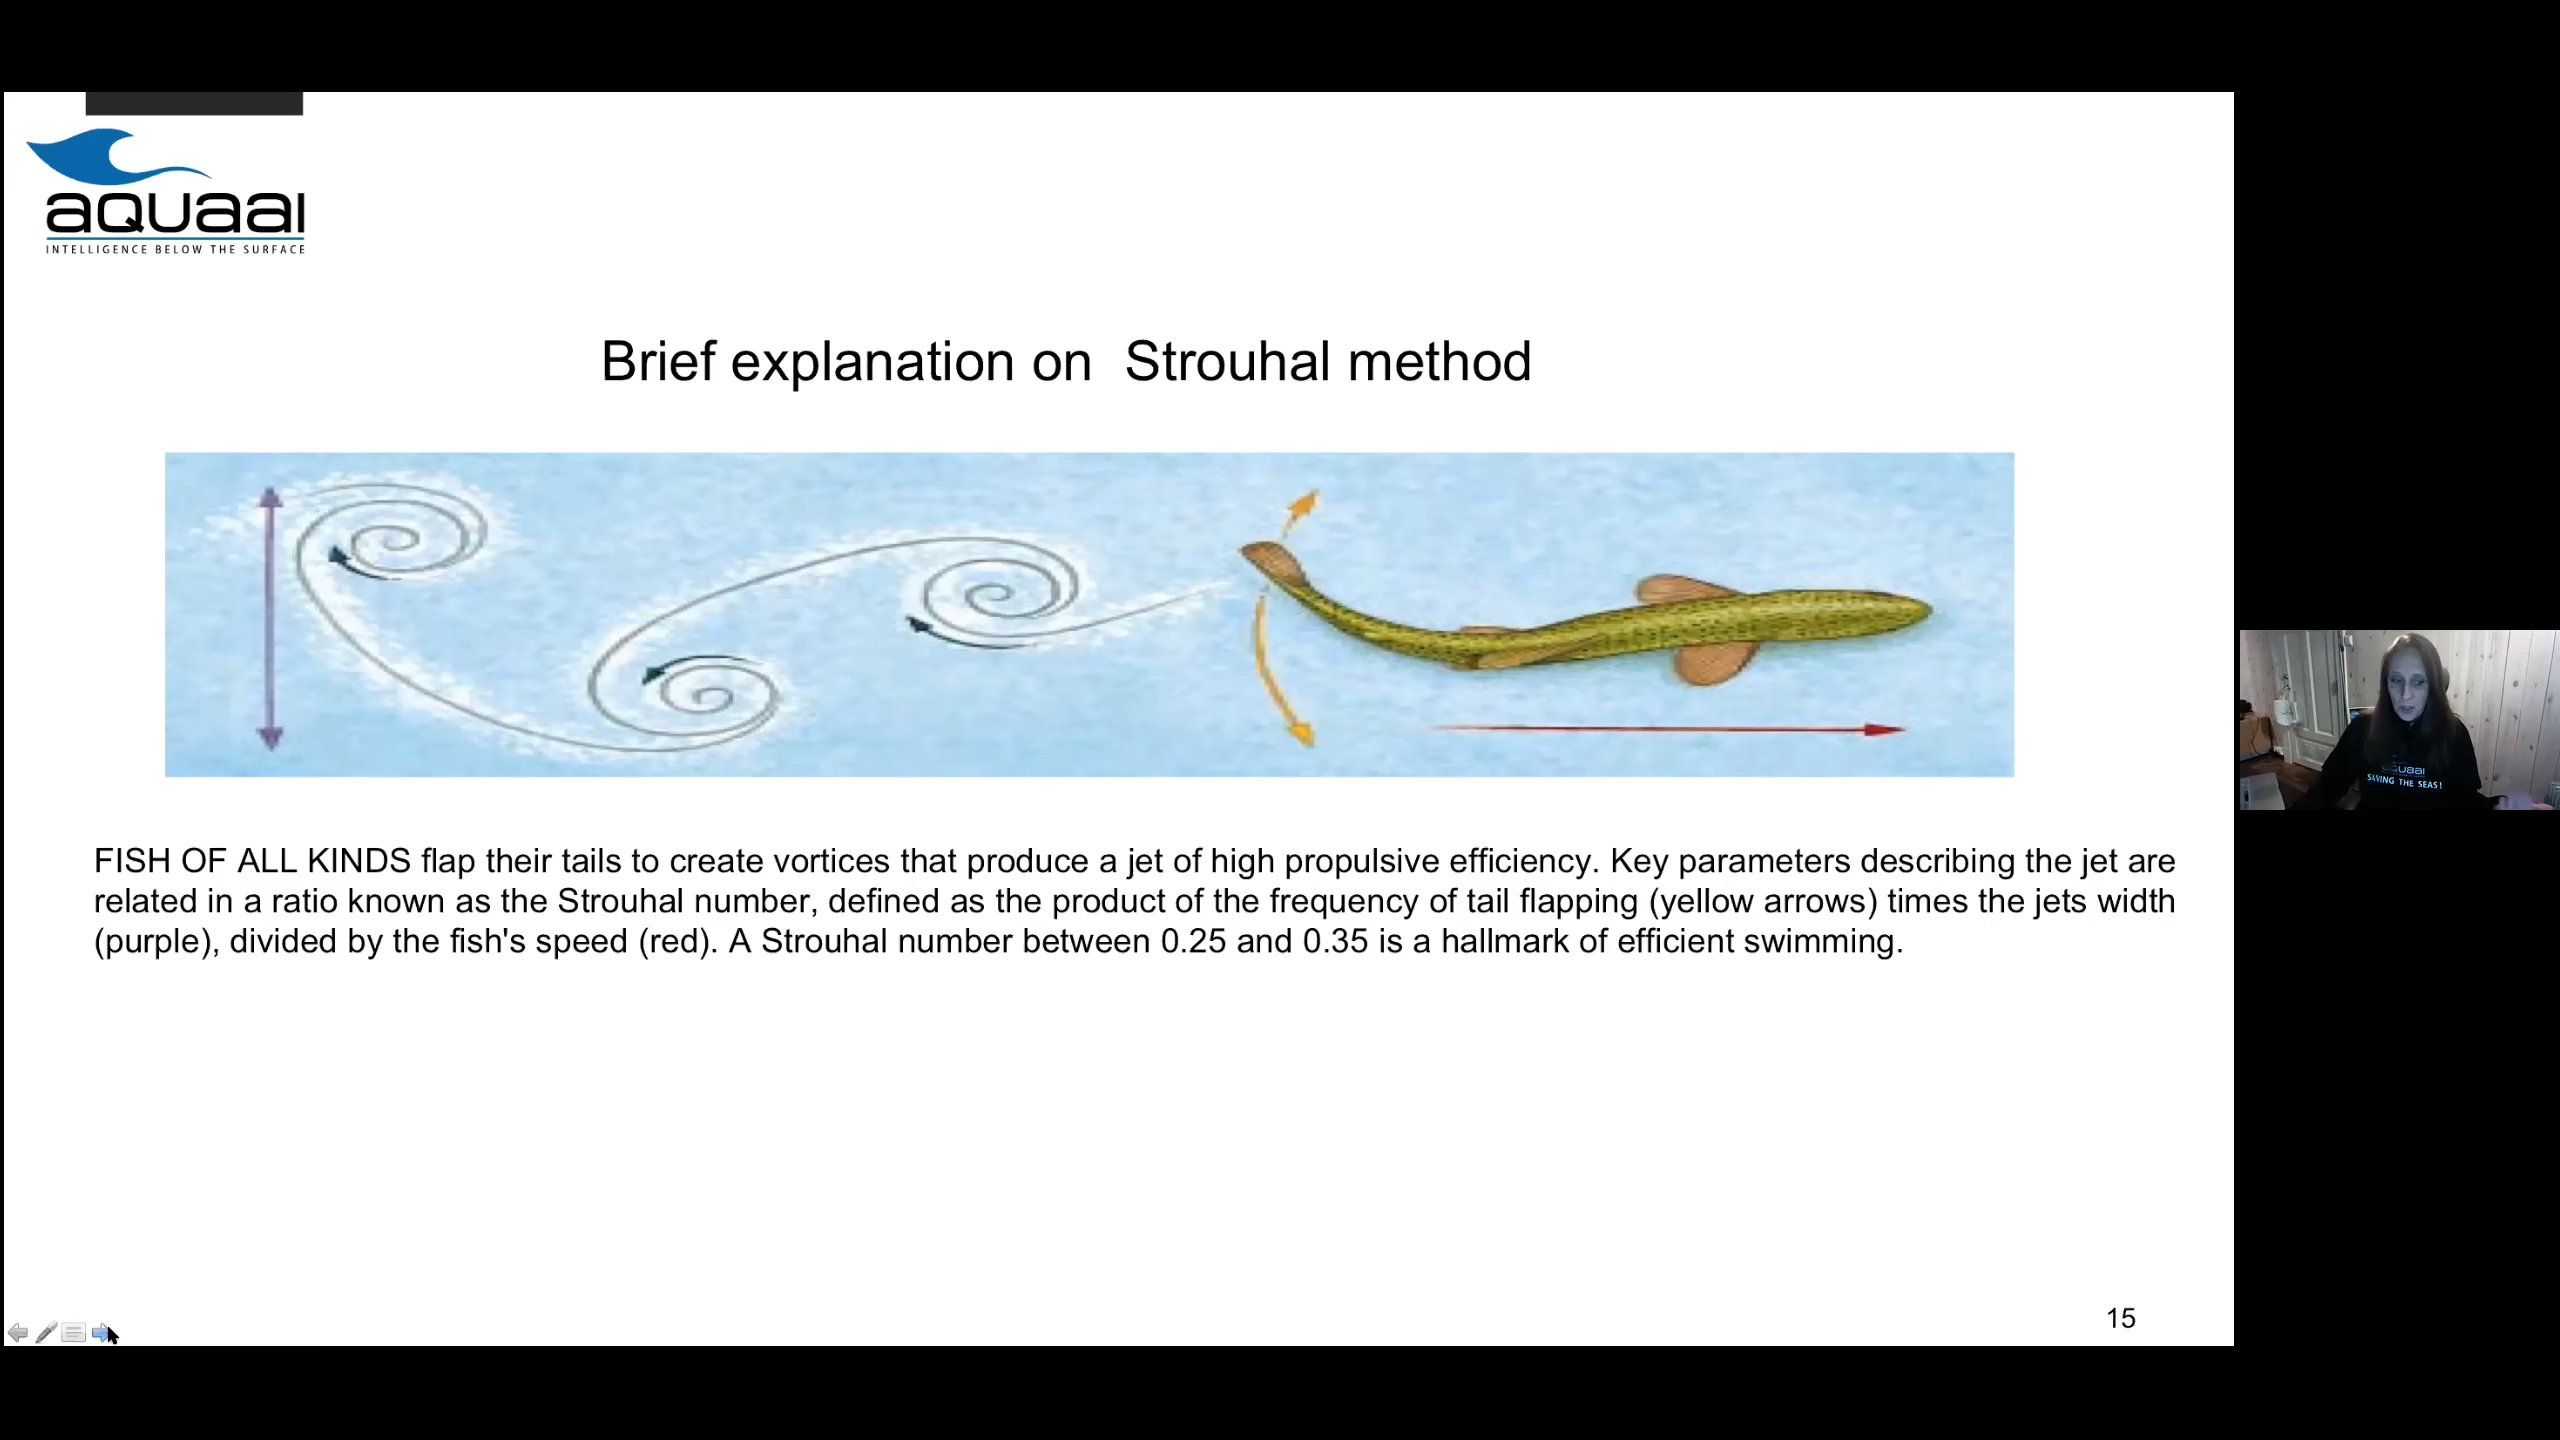 aquaai
INTELLIGENCE BELOW THE SURFACE
Brief explanation on  Strouhal method
FISH OF ALL KINDS flap their tails to create vortices that produce a jet of high propulsive efficiency. Key parameters describing the jet are
related in a ratio known as the Strouhal number, defined as the product of the frequency of tail flapping (yellow arrows) times the jets width
(purple), divided by the fish's speed (red). A Strouhal number between 0.25 and 0.35 is a hallmark of efficient swimming.
aquaai
SAVING THE SEAS!
15